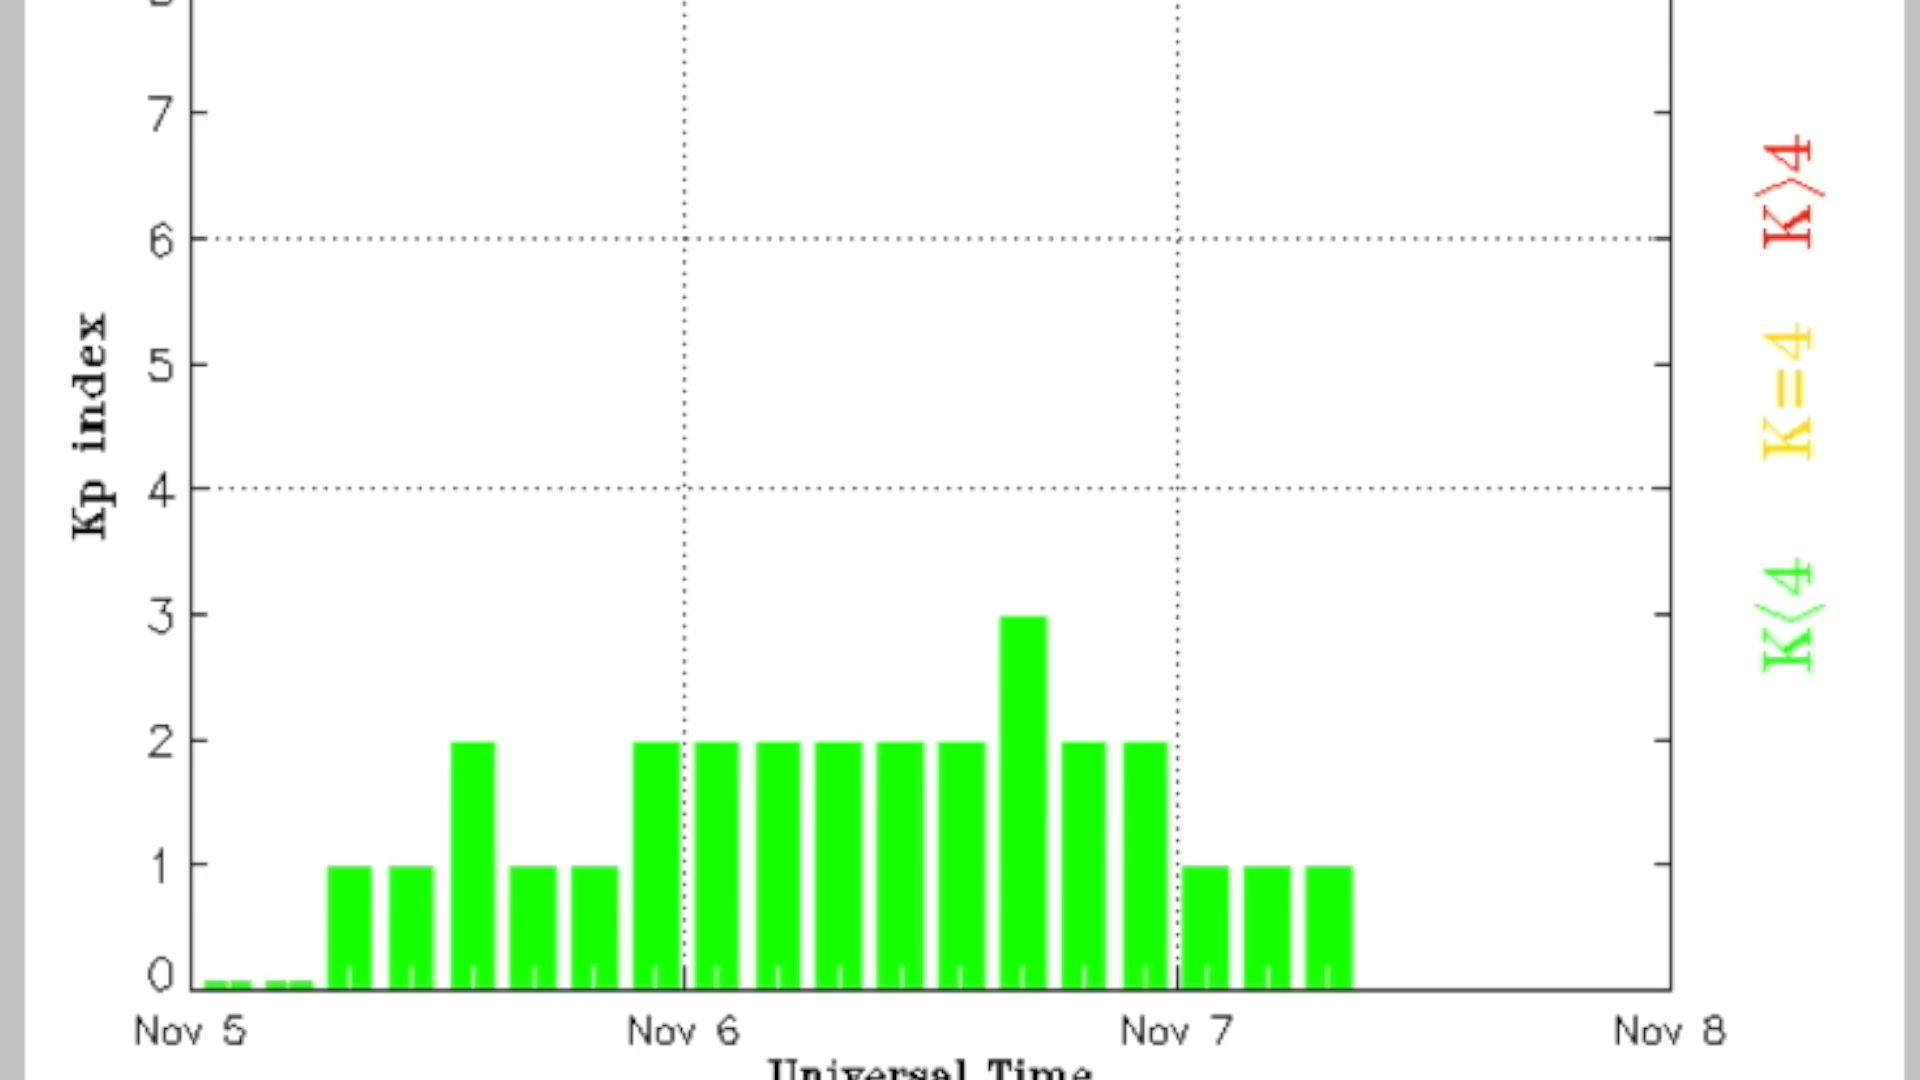 7
6
5
4
3
2
1
0
Kp index
Nov 5
Nov 6
Nov 7
Nov 8
Universal Time
K>4
K=4
K<4